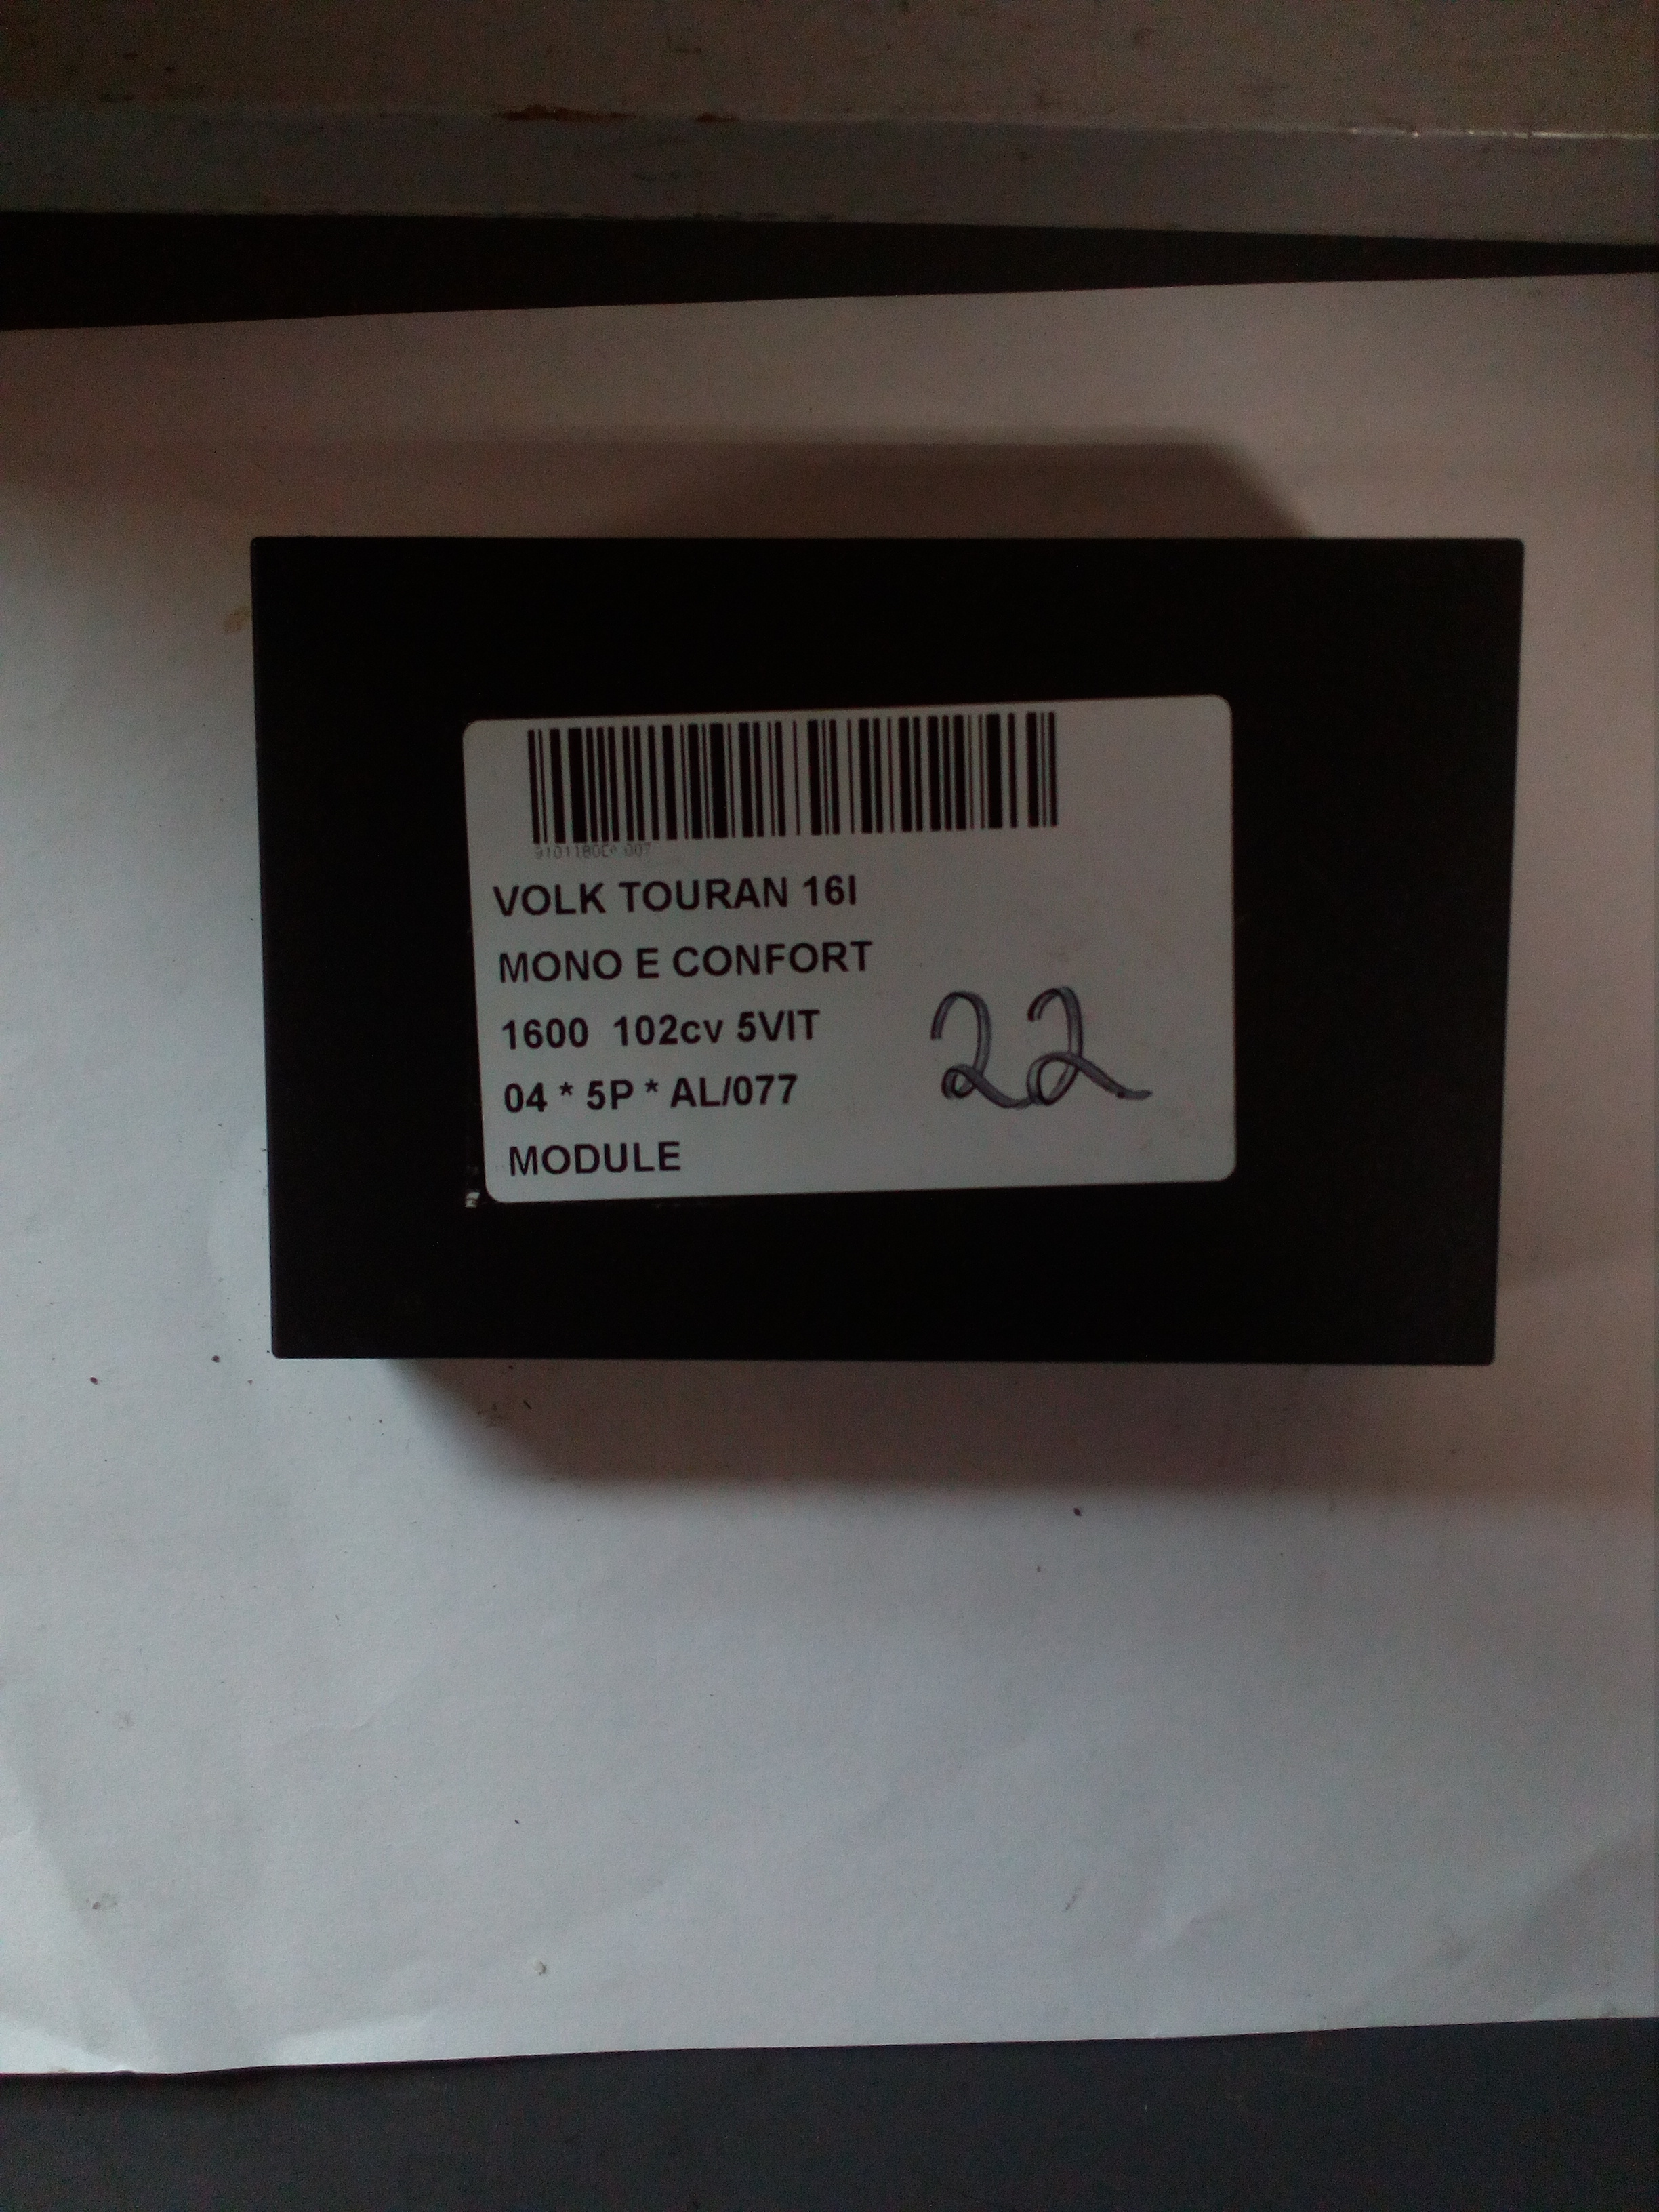 VOLK TOURAN 16I
MONO E CONFORT
1600 102cv 5VIT
04 * 5P * AL/077
MODULE
22